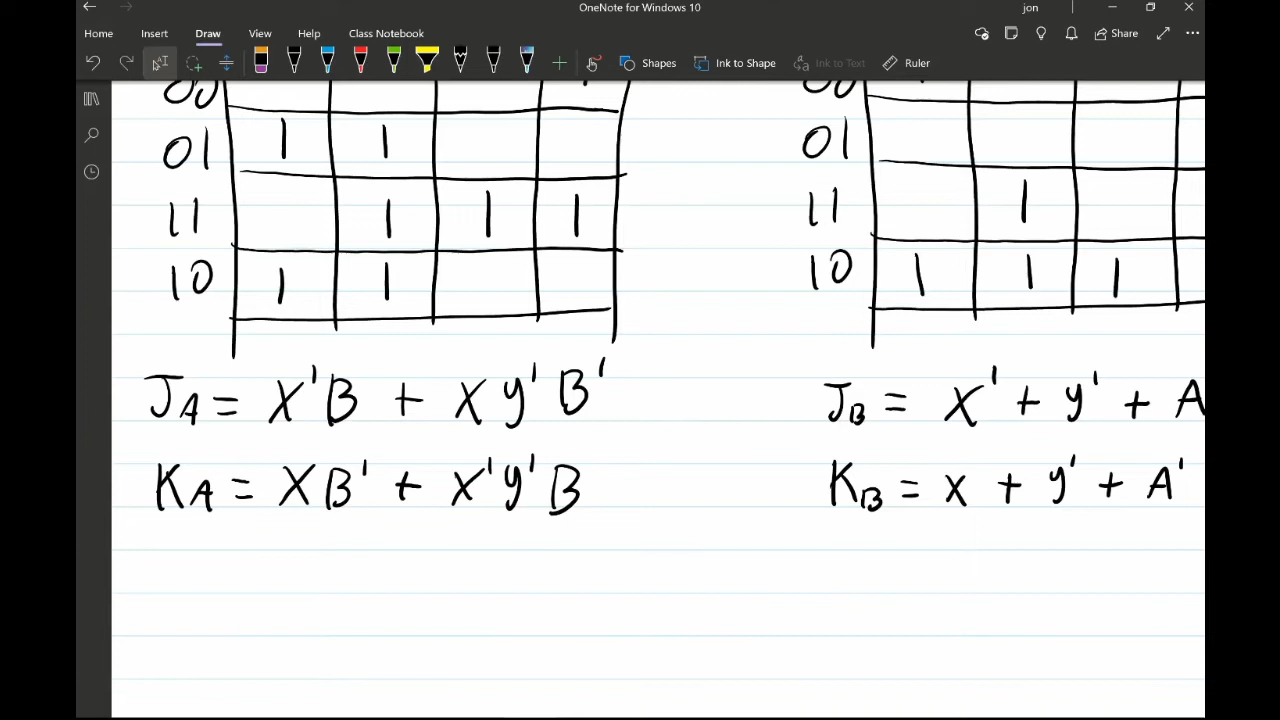 OneNote for Windows 10 jon
Home Insert Draw View Help Class Notebook Share
Shapes Ink to Shape Ink to Text Ruler
00 00
01 1 1 01
11 1 1 1 11 1
10 1 1 10 1 1 1
JA = X'B + Xy'B' JB = X' + y' + A
KA = XB' + X'y'B KB = X + y' + A'